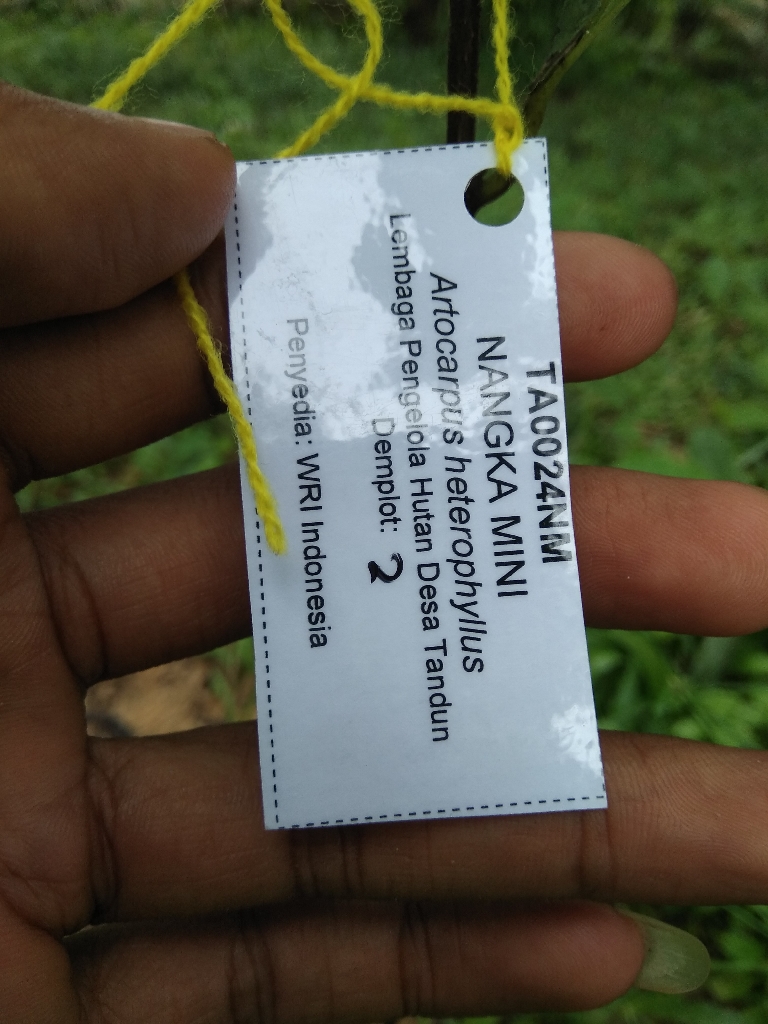 TA0024NM
NANGKA MINI
Artocarpus heterophyllus
Lembaga Pengelola Hutan Desa Tandun
Demplot: 2
Penyedia: WRI Indonesia